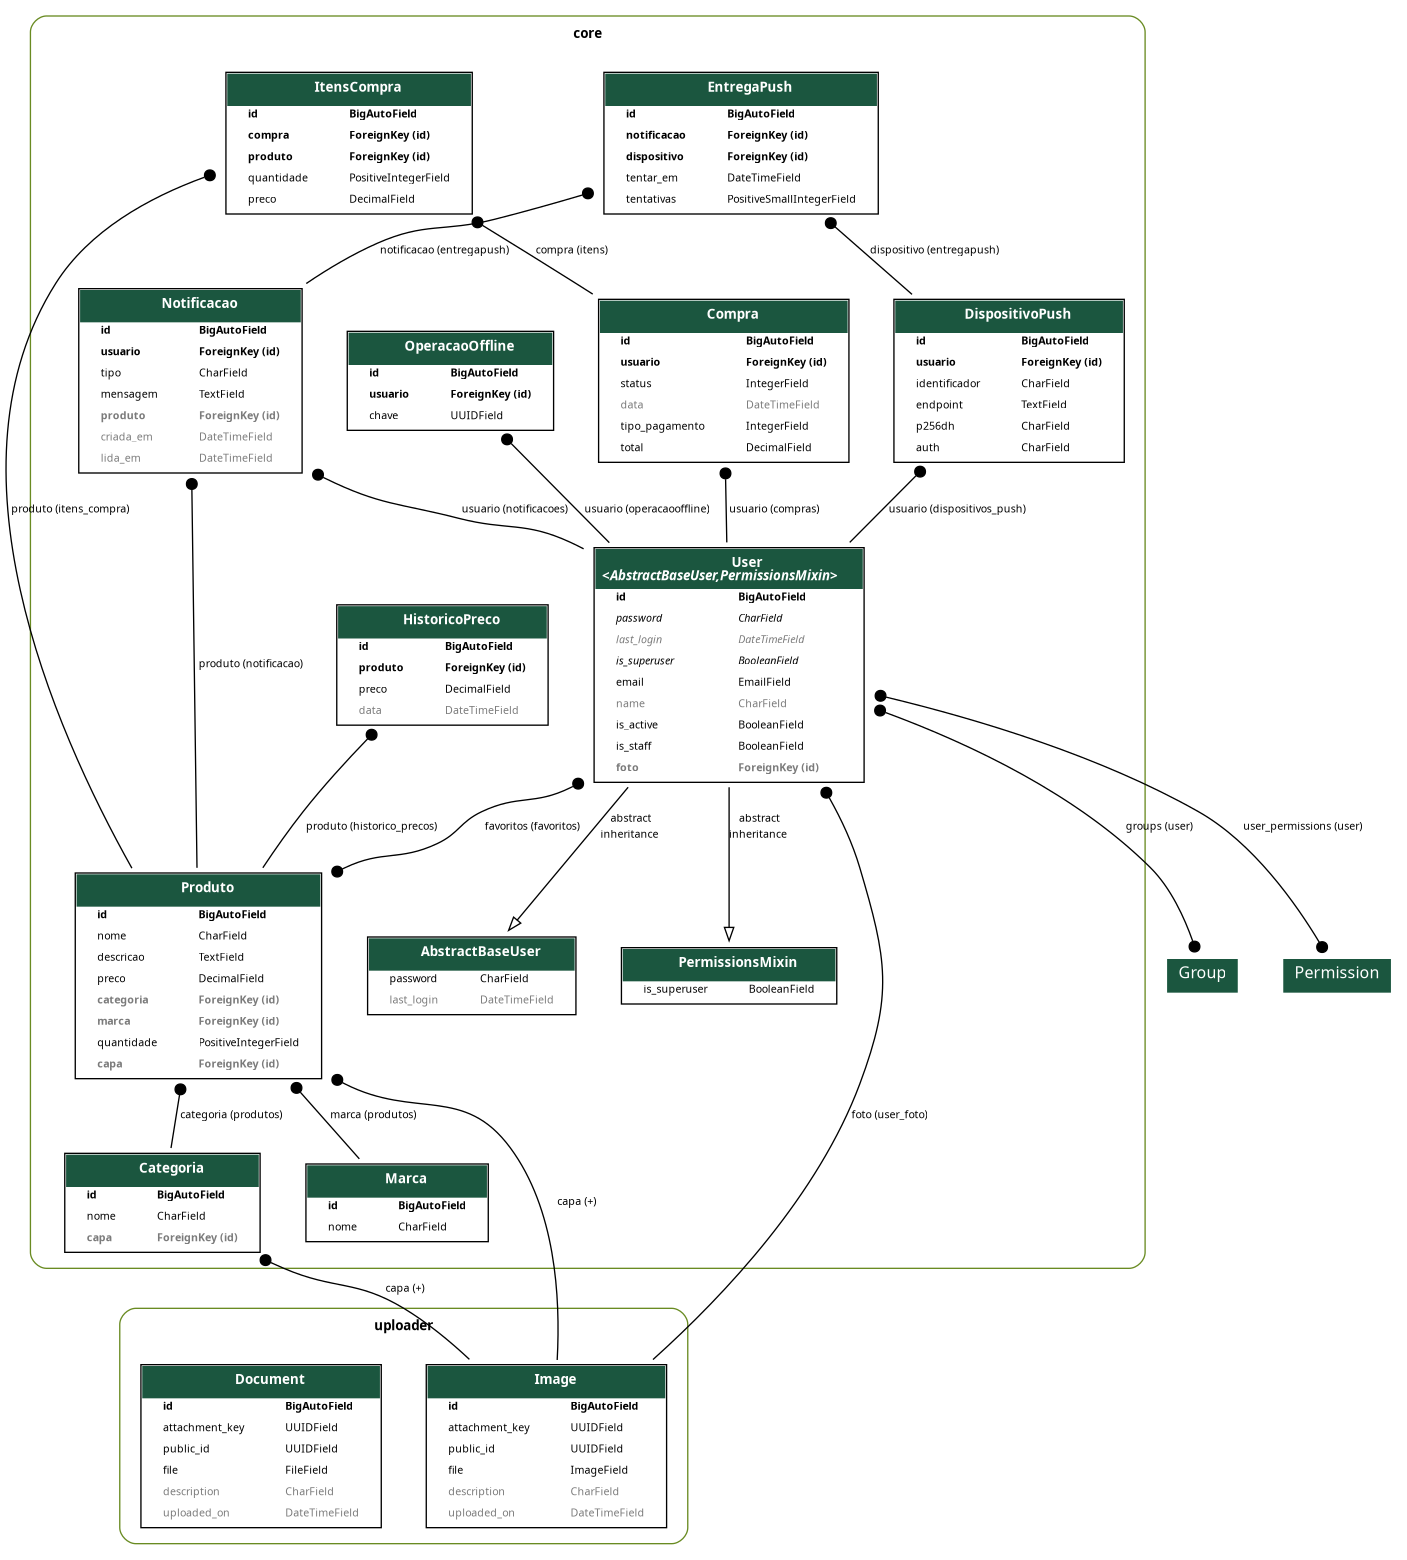 core
ItensCompra
id BigAutoField
compra ForeignKey (id)
produto ForeignKey (id)
quantidade PositiveIntegerField
preco DecimalField
EntregaPush
id BigAutoField
notificacao ForeignKey (id)
dispositivo ForeignKey (id)
tentar_em DateTimeField
tentativas PositiveSmallIntegerField
notificacao (entregapush)
compra (itens)
dispositivo (entregapush)
Notificacao
id BigAutoField
usuario ForeignKey (id)
tipo CharField
mensagem TextField
produto ForeignKey (id)
criada_em DateTimeField
lida_em DateTimeField
OperacaoOffline
id BigAutoField
usuario ForeignKey (id)
chave UUIDField
Compra
id BigAutoField
usuario ForeignKey (id)
status IntegerField
data DateTimeField
tipo_pagamento IntegerField
total DecimalField
DispositivoPush
id BigAutoField
usuario ForeignKey (id)
identificador CharField
endpoint TextField
p256dh CharField
auth CharField
produto (itens_compra)
usuario (notificacoes)
usuario (operacaooffline)
usuario (compras)
usuario (dispositivos_push)
User
<AbstractBaseUser,PermissionsMixin>
id BigAutoField
password CharField
last_login DateTimeField
is_superuser BooleanField
email EmailField
name CharField
is_active BooleanField
is_staff BooleanField
foto ForeignKey (id)
HistoricoPreco
id BigAutoField
produto ForeignKey (id)
preco DecimalField
data DateTimeField
produto (notificacao)
produto (historico_precos)
favoritos (favoritos)
abstract
inheritance
abstract
inheritance
groups (user)
user_permissions (user)
Produto
id BigAutoField
nome CharField
descricao TextField
preco DecimalField
categoria ForeignKey (id)
marca ForeignKey (id)
quantidade PositiveIntegerField
capa ForeignKey (id)
AbstractBaseUser
password CharField
last_login DateTimeField
PermissionsMixin
is_superuser BooleanField
Group
Permission
categoria (produtos)
marca (produtos)
foto (user_foto)
Categoria
id BigAutoField
nome CharField
capa ForeignKey (id)
Marca
id BigAutoField
nome CharField
capa (+)
capa (+)
uploader
Document
id BigAutoField
attachment_key UUIDField
public_id UUIDField
file FileField
description CharField
uploaded_on DateTimeField
Image
id BigAutoField
attachment_key UUIDField
public_id UUIDField
file ImageField
description CharField
uploaded_on DateTimeField